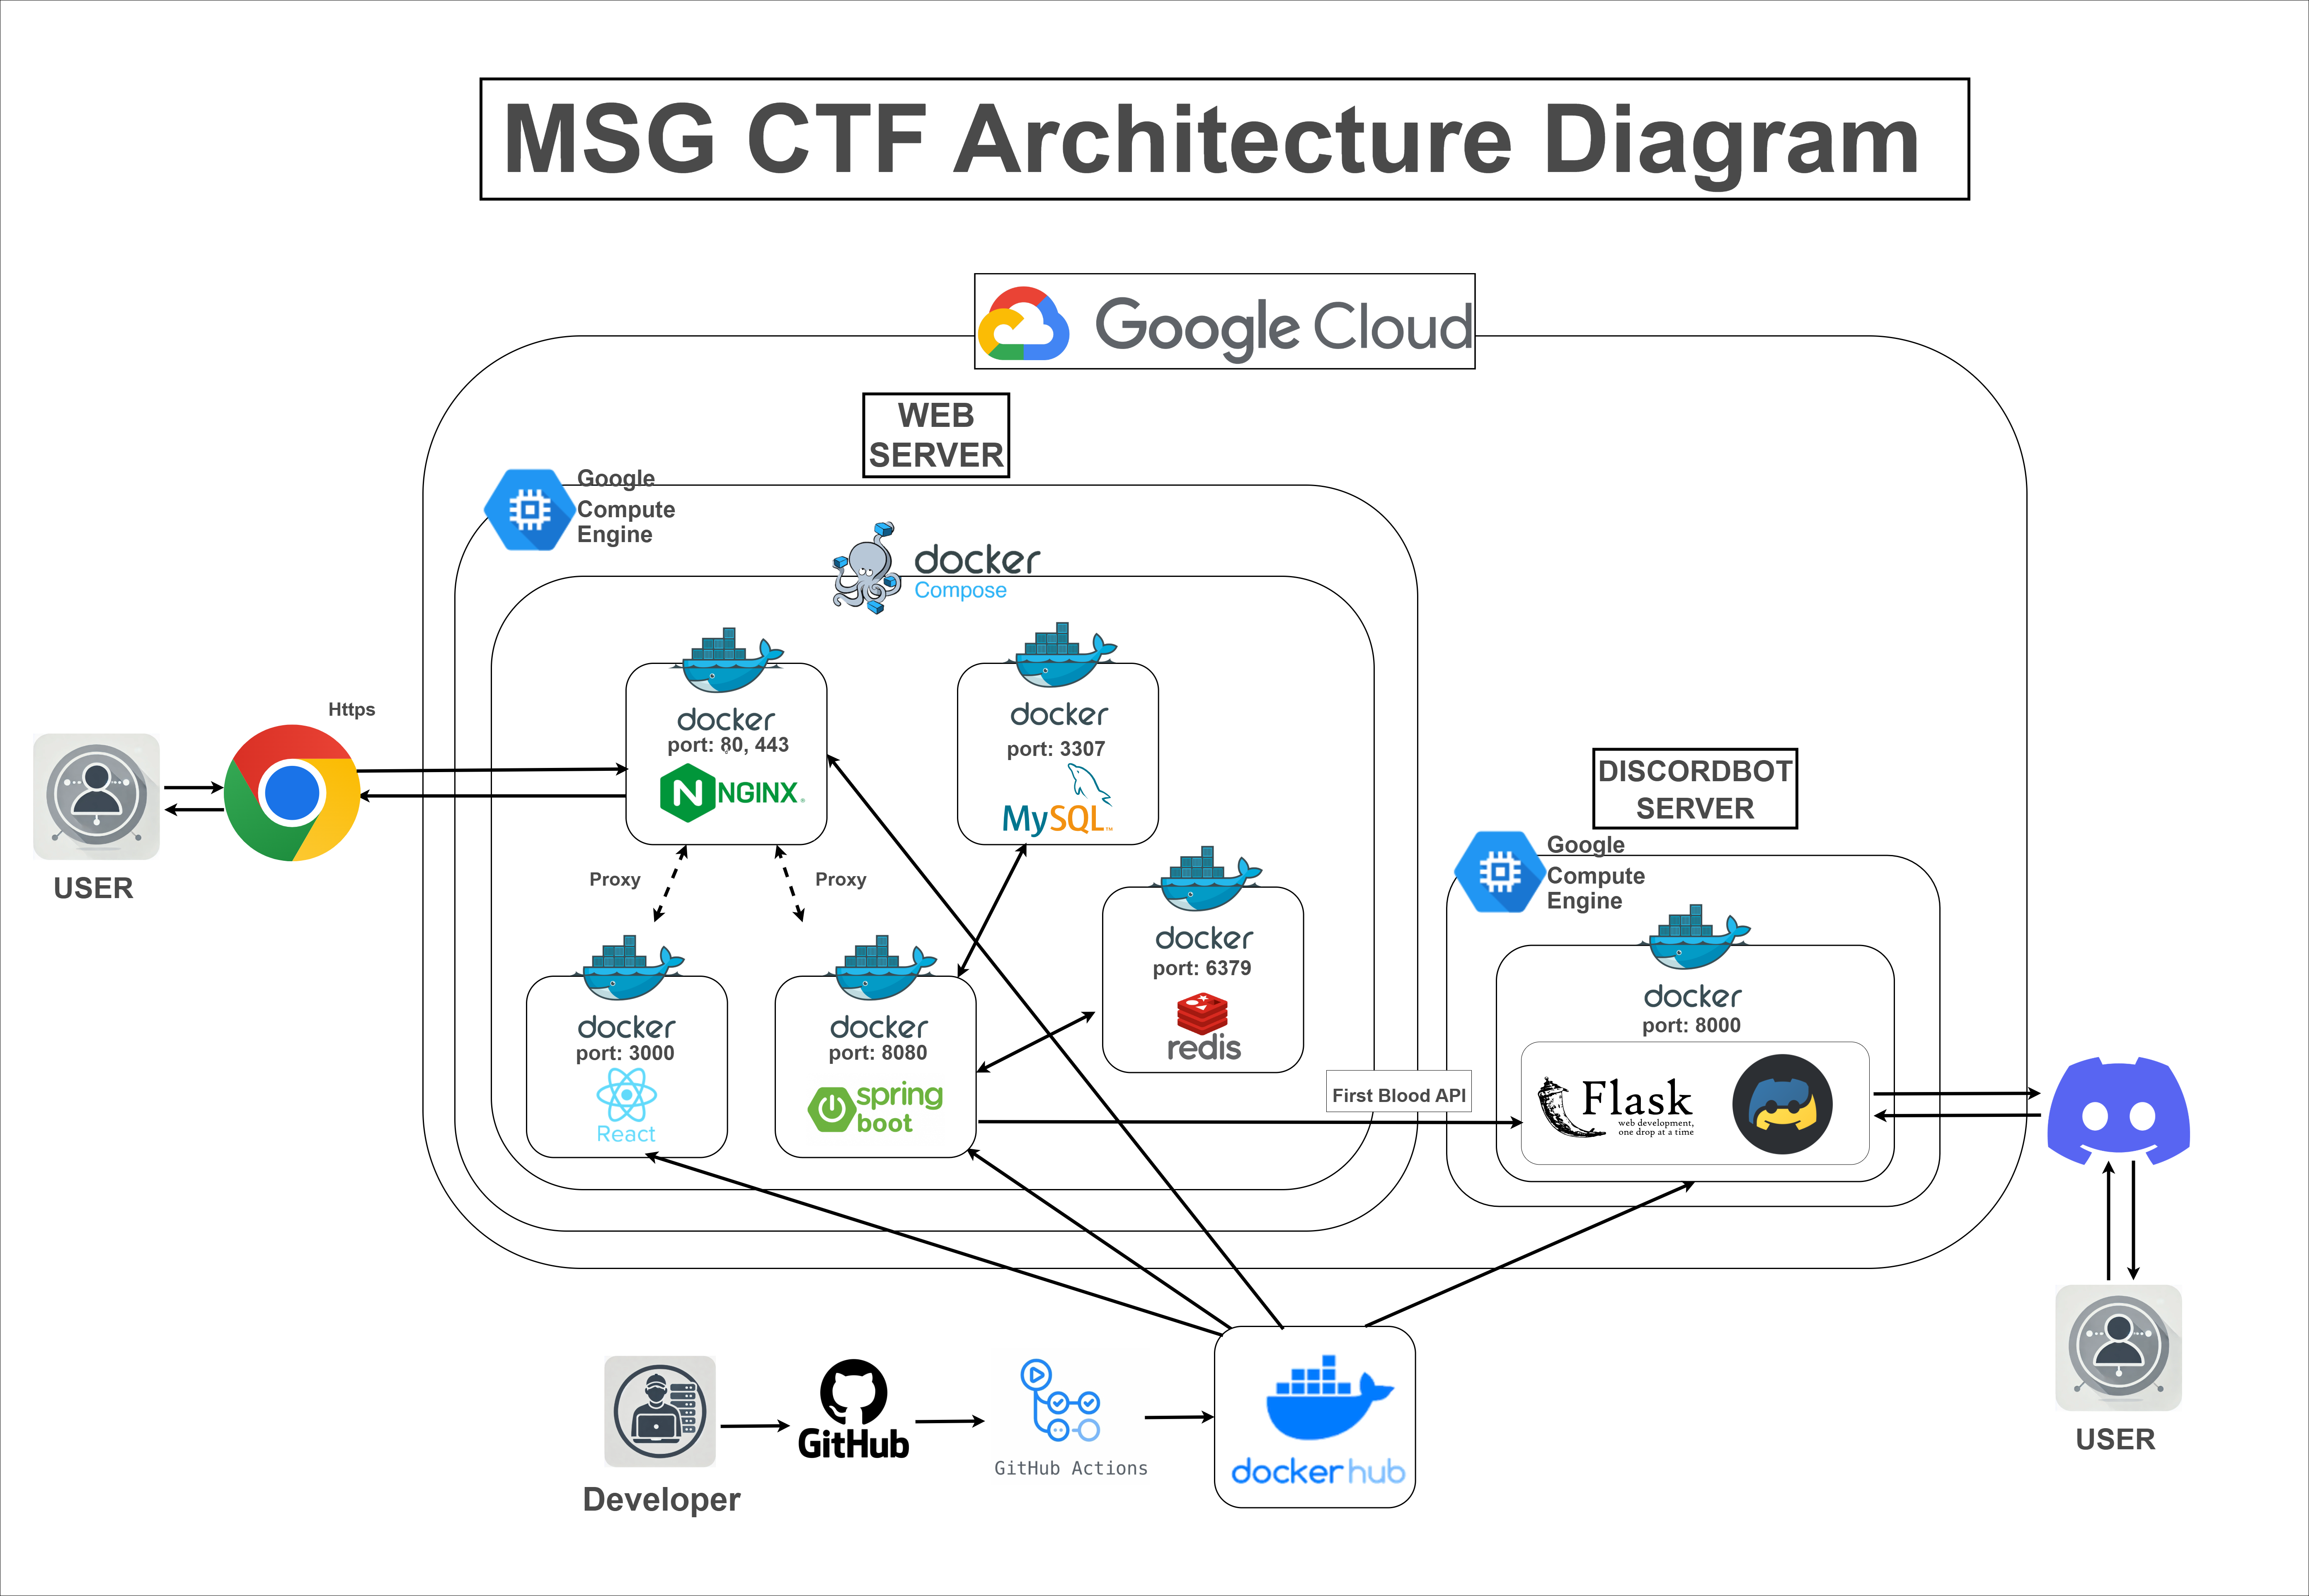 MSG CTF Architecture Diagram
Google Cloud
WEB
SERVER
Google
Compute
Engine
docker
Compose
docker
port: 80, 443
NGINX
docker
port: 3307
MySQL™
Https
USER
Proxy
Proxy
docker
port: 6379
redis
docker
port: 3000
React
docker
port: 8080
spring
boot
First Blood API
DISCORDBOT
SERVER
Google
Compute
Engine
docker
port: 8000
Flask
web development,
one drop at a time
USER
Developer
GitHub
GitHub Actions
dockerhub